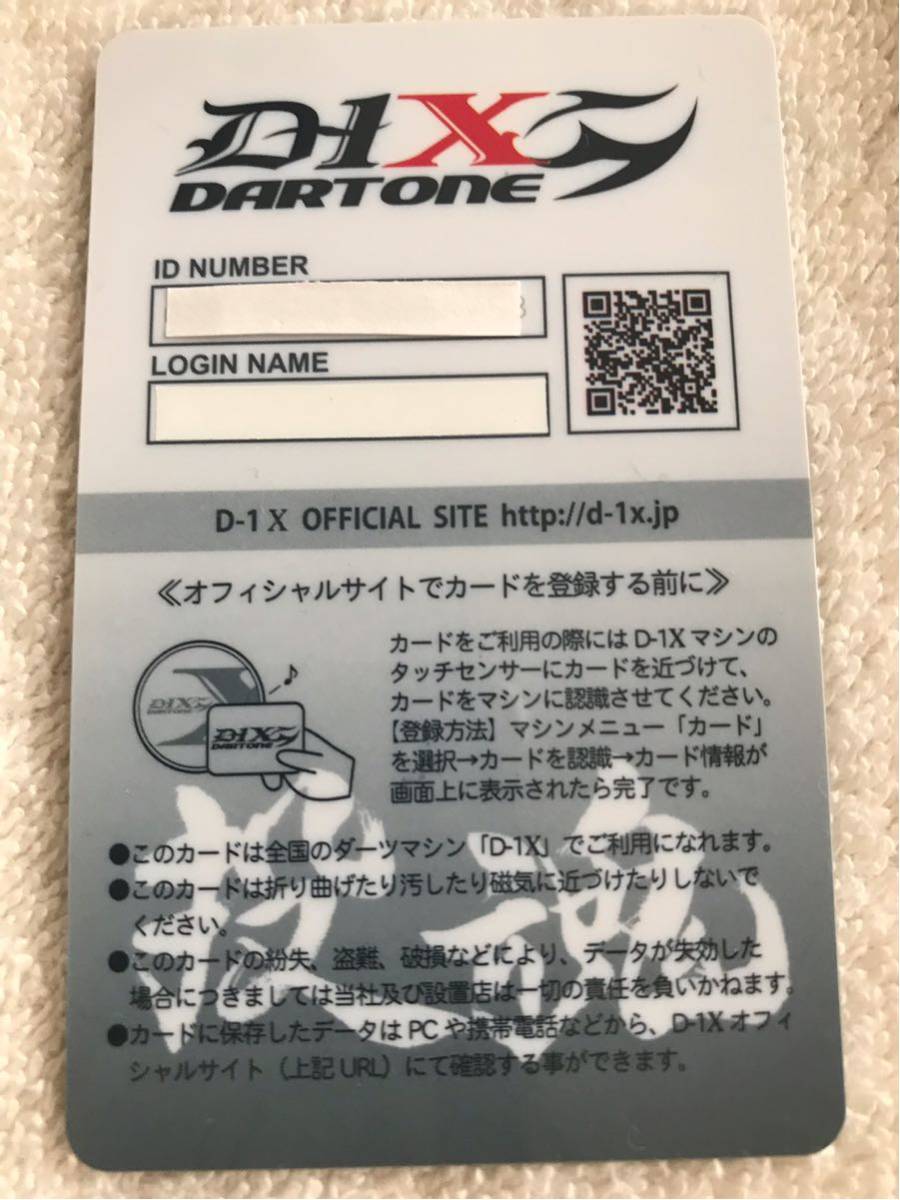 D-1X
DARTONE
ID NUMBER
LOGIN NAME
D-1 X OFFICIAL SITE http://d-1x.jp
≪オフィシャルサイトでカードを登録する前に≫
カードをご利用の際には D-1X マシンの
タッチセンサーにカードを近づけて、
カードをマシンに認識させてください。
【登録方法】マシンメニュー「カード」
を選択→カードを認識→カード情報が
画面上に表示されたら完了です。
D-1X
DARTONE
♪
D-1X
DARTONE
●このカードは全国のダーツマシン「D-1X」でご利用になれます。
●このカードは折り曲げたり汚したり磁気に近づけたりしないで
ください。
●このカードの紛失、盗難、破損などにより、データが失効した
場合につきましては当社及び設置店は一切の責任を負いかねます。
●カードに保存したデータは PC や携帯電話などから、D-1X オフィ
シャルサイト（上記 URL）にて確認する事ができます。
投魂